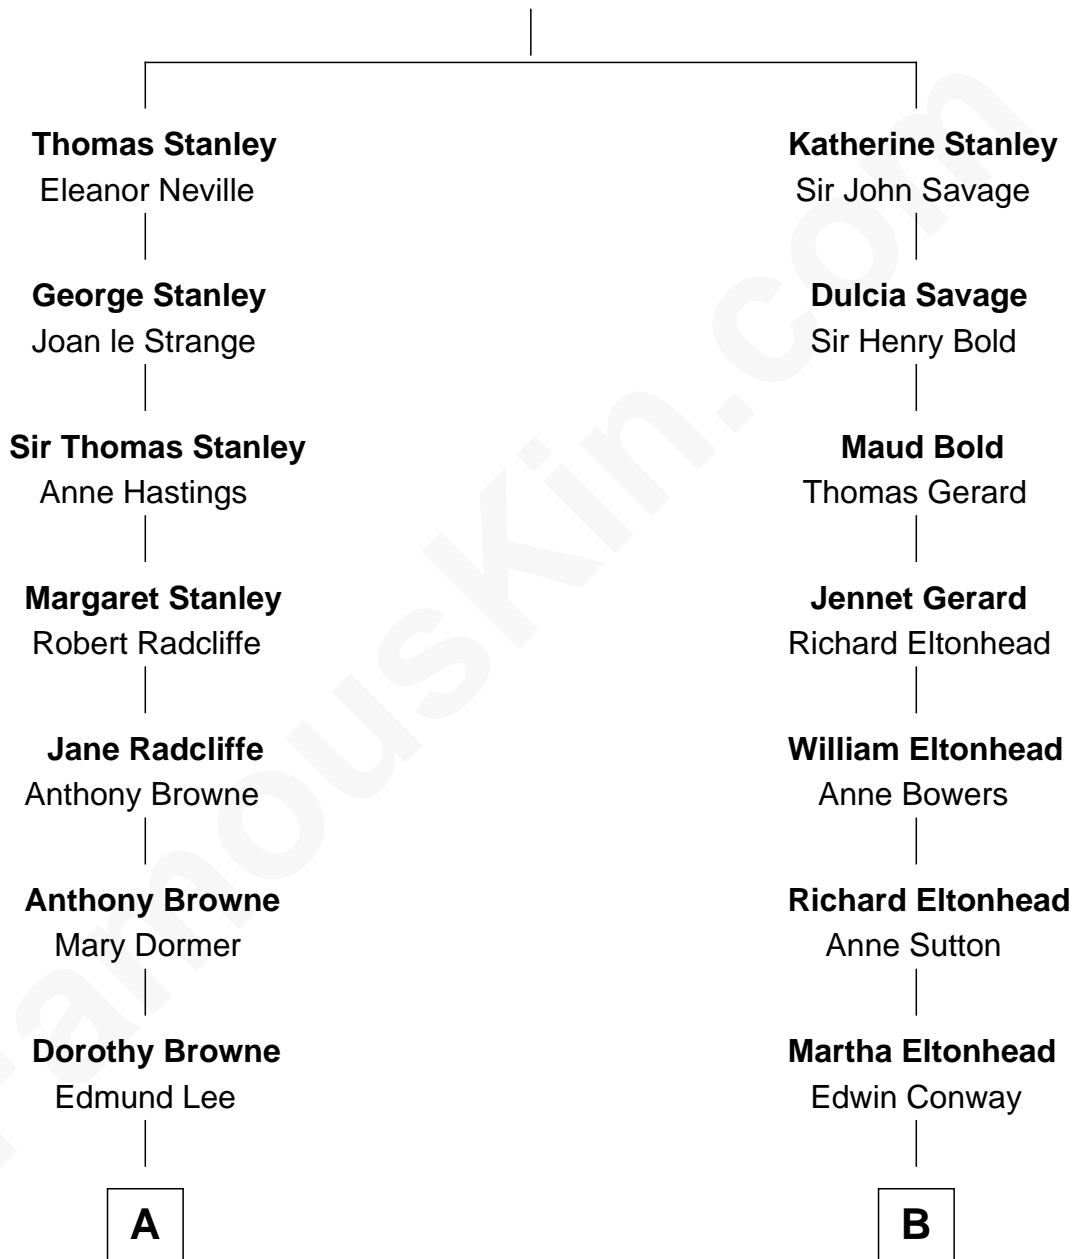 Thomas Stanley
Eleanor Neville
George Stanley
Joan le Strange
Sir Thomas Stanley
Anne Hastings
Margaret Stanley
Robert Radcliffe
Jane Radcliffe
Anthony Browne
Anthony Browne
Mary Dormer
Dorothy Browne
Edmund Lee
A
Katherine Stanley
Sir John Savage
Dulcia Savage
Sir Henry Bold
Maud Bold
Thomas Gerard
Jennet Gerard
Richard Eltonhead
William Eltonhead
Anne Bowers
Richard Eltonhead
Anne Sutton
Martha Eltonhead
Edwin Conway
B
FamousKin.com